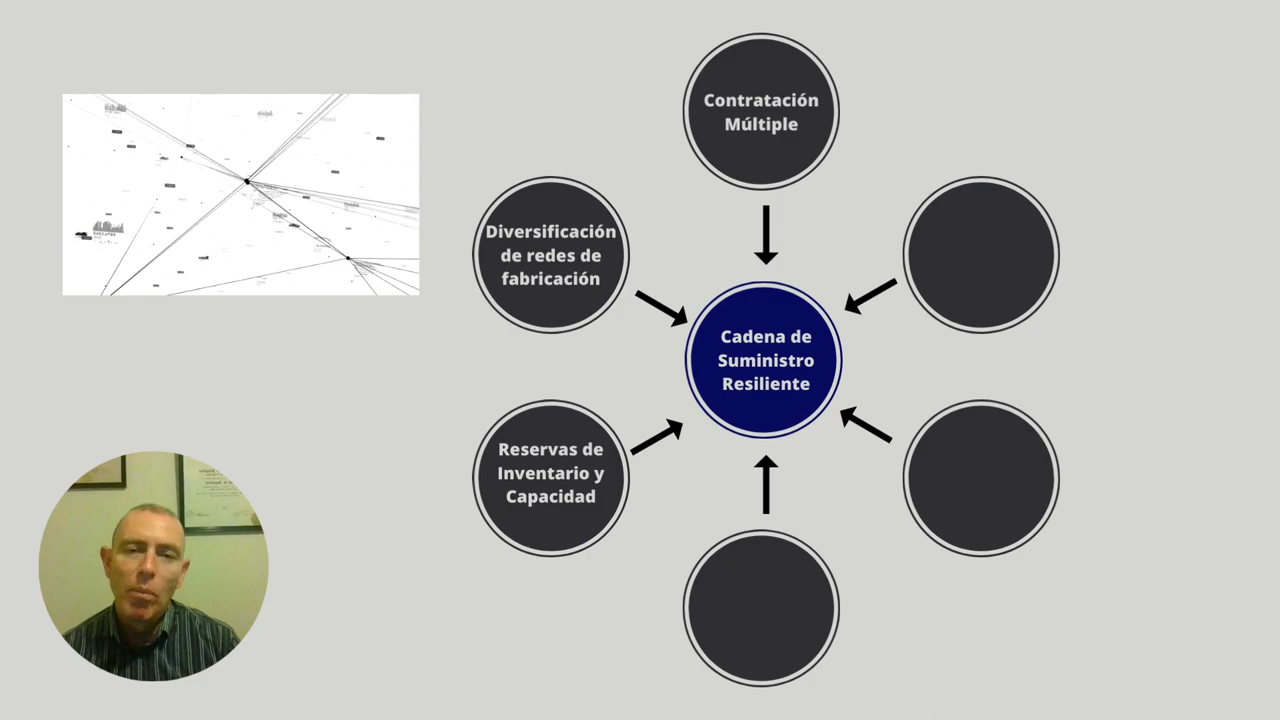 Contratación
Múltiple
Diversificación
de redes de
fabricación
Cadena de
Suministro
Resiliente
Reservas de
Inventario y
Capacidad